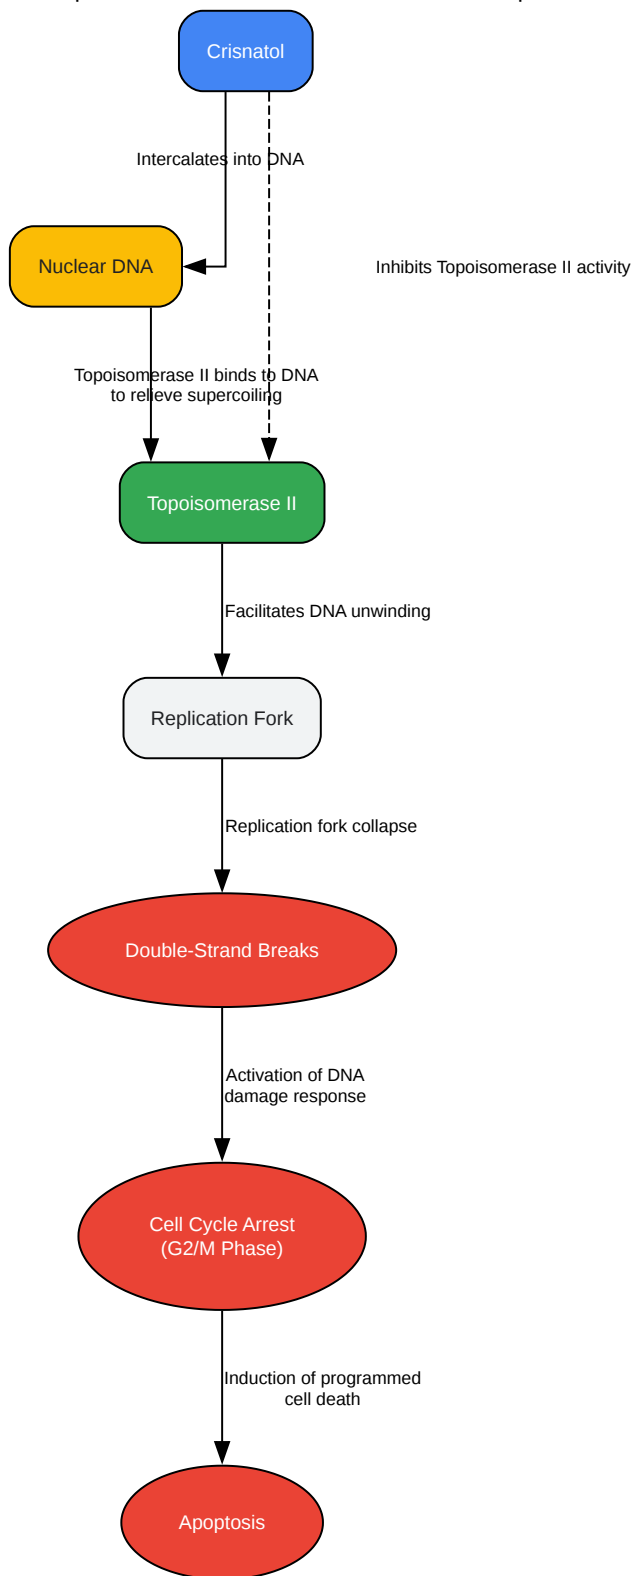 Crisnatol
Intercalates into DNA
Nuclear DNA
Inhibits Topoisomerase II activity
Topoisomerase II binds to DNA
to relieve supercoiling
Topoisomerase II
Facilitates DNA unwinding
Replication Fork
Replication fork collapse
Double-Strand Breaks
Activation of DNA
damage response
Cell Cycle Arrest
(G2/M Phase)
Induction of programmed
cell death
Apoptosis